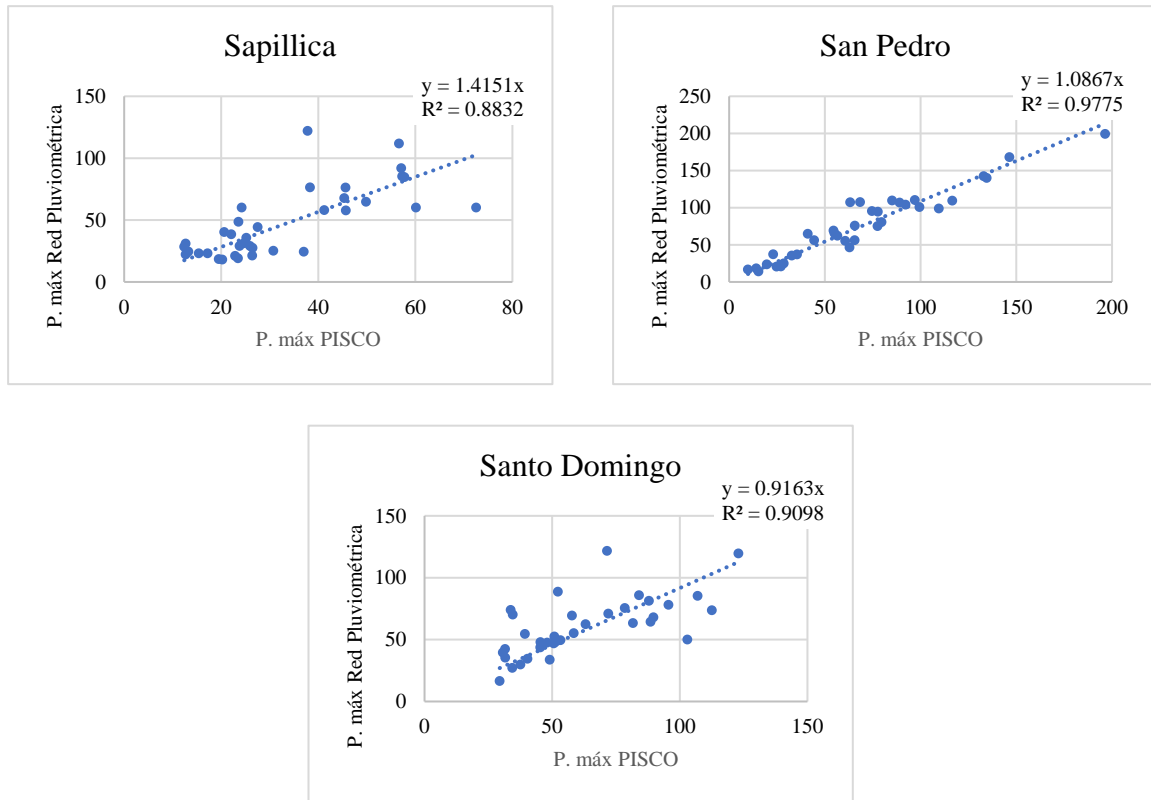 Sapillica
y = 1.4151x
R² = 0.8832
P. máx Red Pluviométrica
150
100
50
0
0 20 40 60 80
P. máx PISCO
San Pedro
y = 1.0867x
R² = 0.9775
P. máx Red Pluviométrica
250
200
150
100
50
0
0 50 100 150 200
P. máx PISCO
Santo Domingo
y = 0.9163x
R² = 0.9098
P. máx Red Pluviométrica
150
100
50
0
0 50 100 150
P. máx PISCO